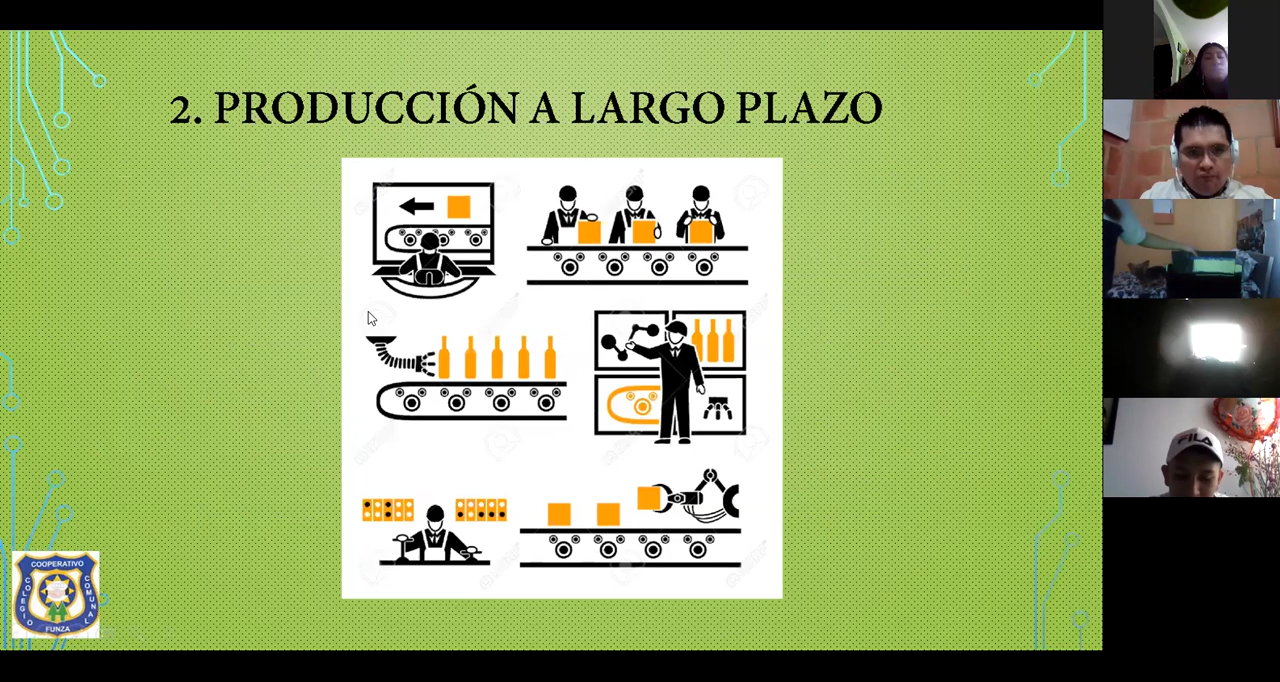 2. PRODUCCIÓN A LARGO PLAZO
COOPERATIVO
COLEGIO
COMUNAL
FUNZA
FILA